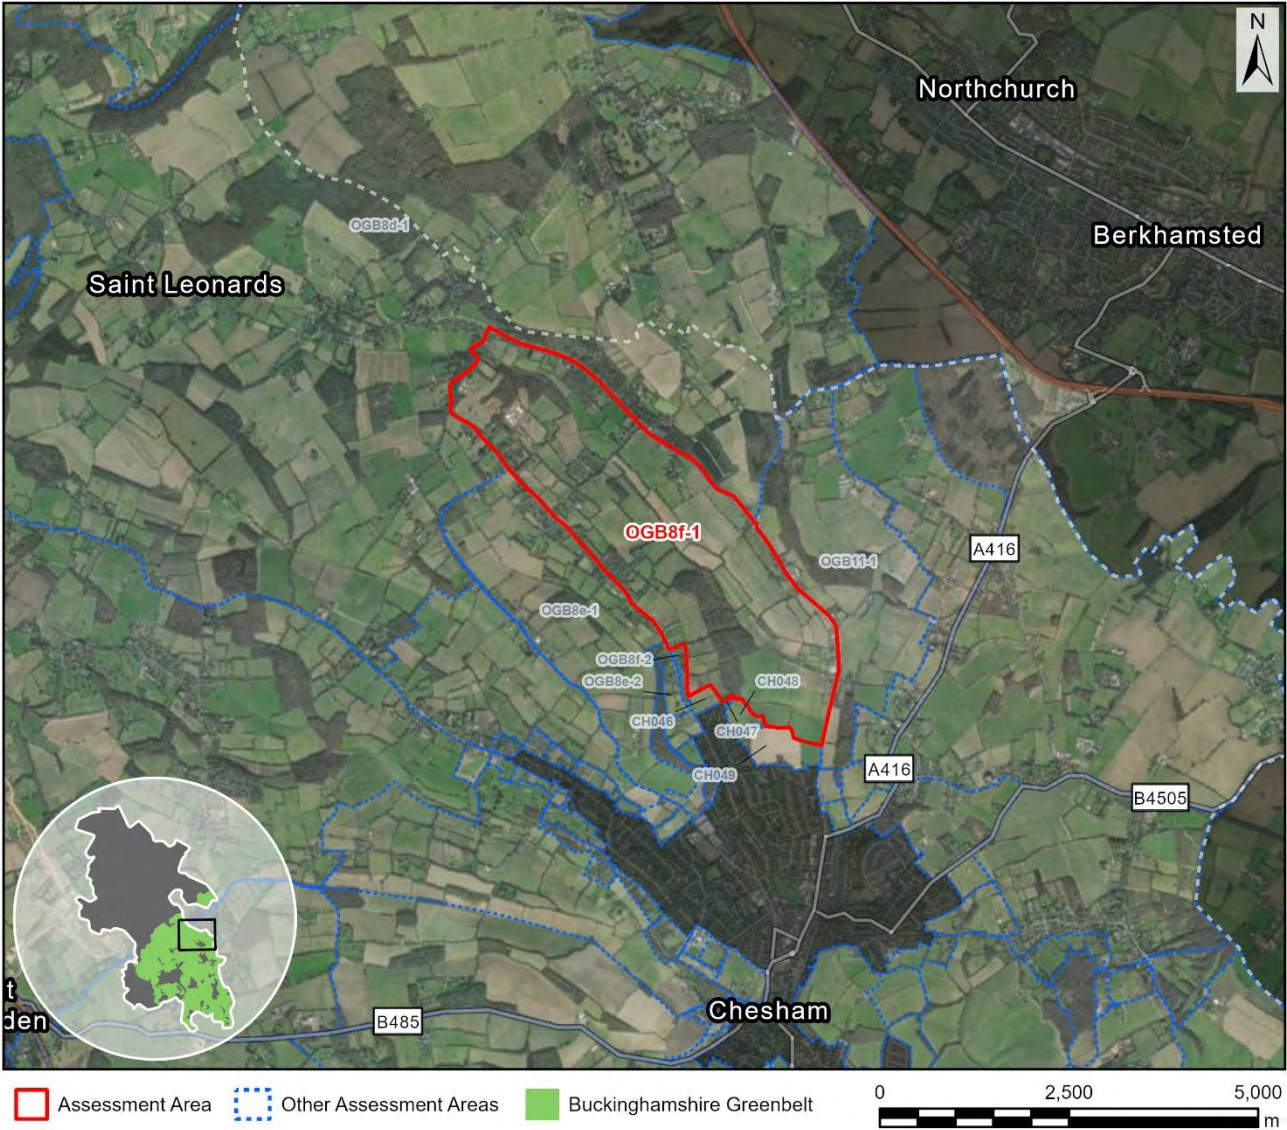 N
Northchurch
Berkhamsted
OGB8d-1
Saint Leonards
OGB8f-1
A416
OGB11-1
OGB8e-1
OGB8f-2
OGB8e-2
CH048
CH046
CH047
CH049
A416
B4505
t
den
B485
Chesham
Assessment Area
Other Assessment Areas
Buckinghamshire Greenbelt
0 2,500 5,000
m